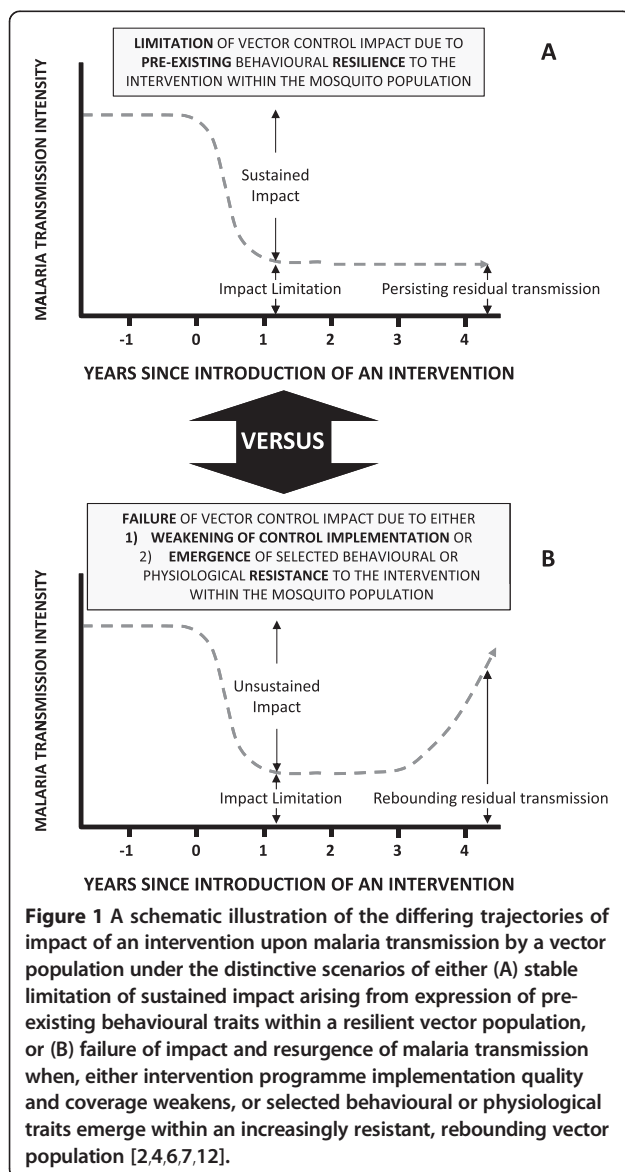 LIMITATION OF VECTOR CONTROL IMPACT DUE TO
PRE-EXISTING BEHAVIOURAL RESILIENCE TO THE
INTERVENTION WITHIN THE MOSQUITO POPULATION
A
MALARIA TRANSMISSION INTENSITY
Sustained
Impact
Impact Limitation
Persisting residual transmission
-1 0 1 2 3 4
YEARS SINCE INTRODUCTION OF AN INTERVENTION
VERSUS
FAILURE OF VECTOR CONTROL IMPACT DUE TO EITHER
1) WEAKENING OF CONTROL IMPLEMENTATION OR
2) EMERGENCE OF SELECTED BEHAVIOURAL OR
PHYSIOLOGICAL RESISTANCE TO THE INTERVENTION
WITHIN THE MOSQUITO POPULATION
B
MALARIA TRANSMISSION INTENSITY
Unsustained
Impact
Impact Limitation
Rebounding residual transmission
-1 0 1 2 3 4
YEARS SINCE INTRODUCTION OF AN INTERVENTION
Figure 1 A schematic illustration of the differing trajectories of
impact of an intervention upon malaria transmission by a vector
population under the distinctive scenarios of either (A) stable
limitation of sustained impact arising from expression of pre-
existing behavioural traits within a resilient vector population,
or (B) failure of impact and resurgence of malaria transmission
when, either intervention programme implementation quality
and coverage weakens, or selected behavioural or physiological
traits emerge within an increasingly resistant, rebounding vector
population [2,4,6,7,12].